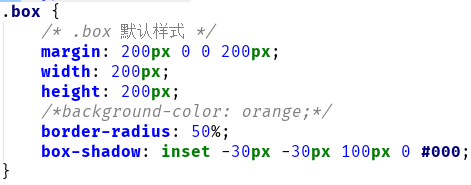 .box {
/* .box 默认样式 */
margin: 200px 0 0 200px;
width: 200px;
height: 200px;
/*background-color: orange;*/
border-radius: 50%;
box-shadow: inset -30px -30px 100px 0 #000;
}